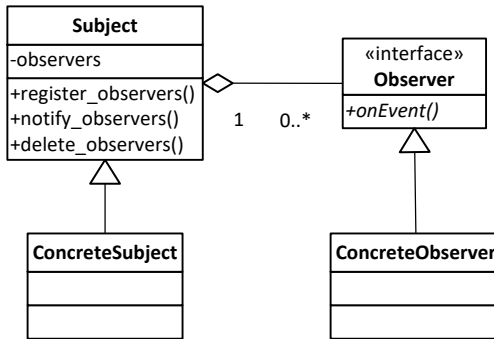 Subject
-observers
+register_observers()
+notify_observers()
+delete_observers()
1
0..*
«interface»
Observer
+onEvent()
ConcreteSubject
ConcreteObserver